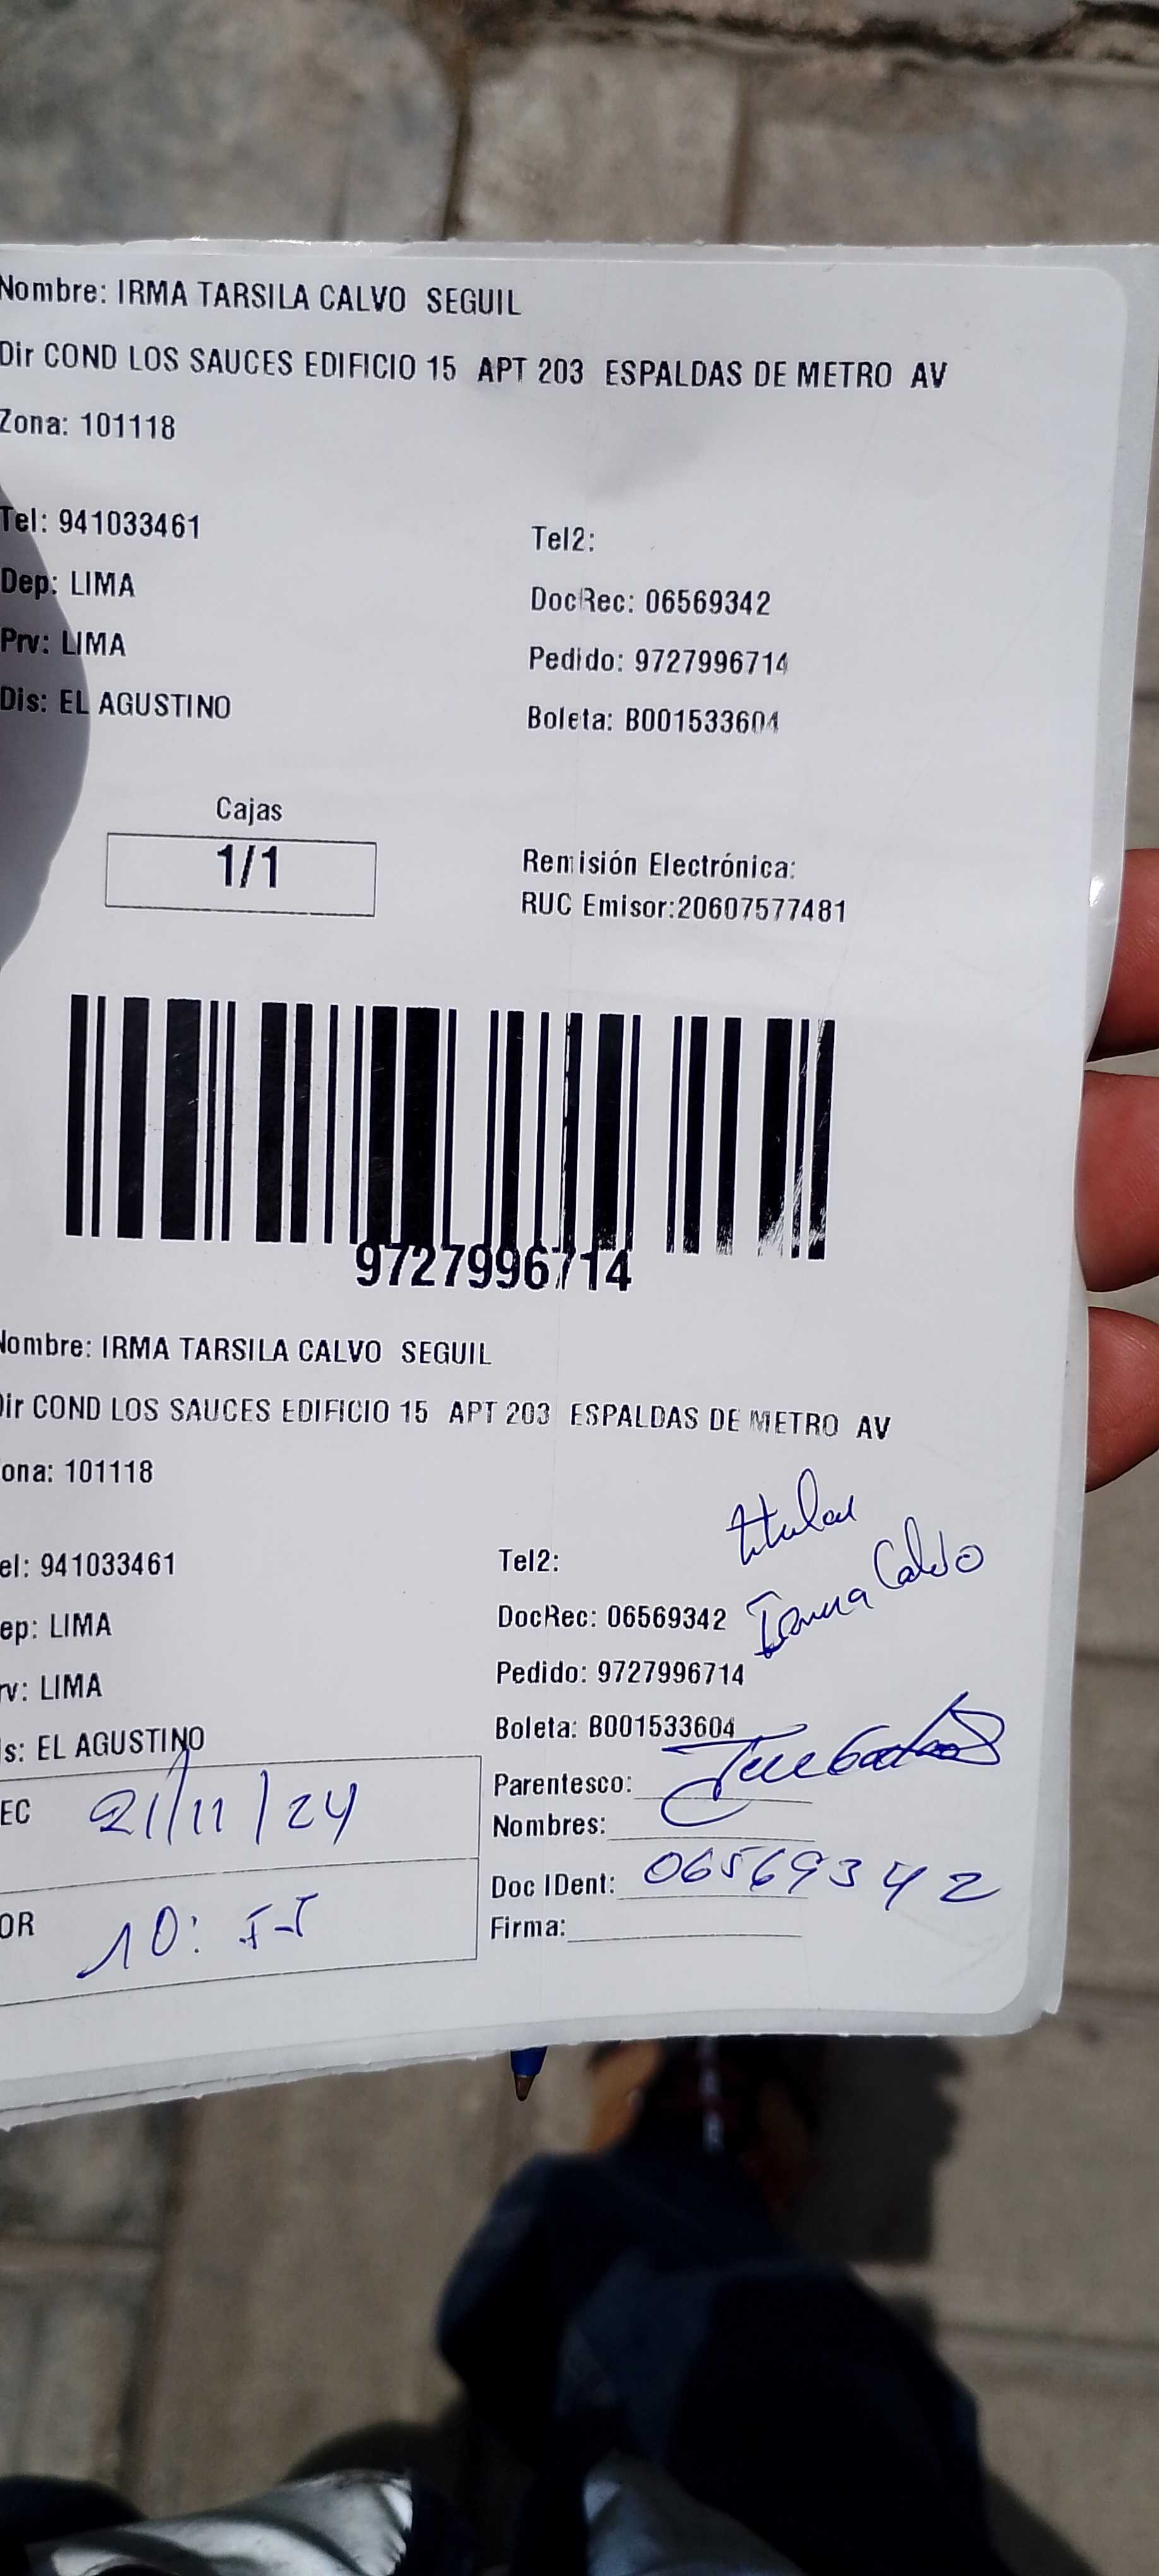 Nombre: IRMA TARSILA CALVO SEGUIL
Dir COND LOS SAUCES EDIFICIO 15 APT 203 ESPALDAS DE METRO AV
Zona: 101118
Tel: 941033461
Tel2:
Dep: LIMA
DocRec: 06569342
Prv: LIMA
Pedido: 9727996714
Dis: EL AGUSTINO
Boleta: B001533604
Cajas
1/1
Remisión Electrónica:
RUC Emisor:20607577481
9727996714
Nombre: IRMA TARSILA CALVO SEGUIL
Dir COND LOS SAUCES EDIFICIO 15 APT 203 ESPALDAS DE METRO AV
ona: 101118
titular
Irma Calvo
el: 941033461
Tel2:
ep: LIMA
DocRec: 06569342
rv: LIMA
Pedido: 9727996714
s: EL AGUSTINO
Boleta: B001533604
EC 21/11/24
Parentesco:
Nombres:
Doc IDent: 06569342
OR 10:
Firma: